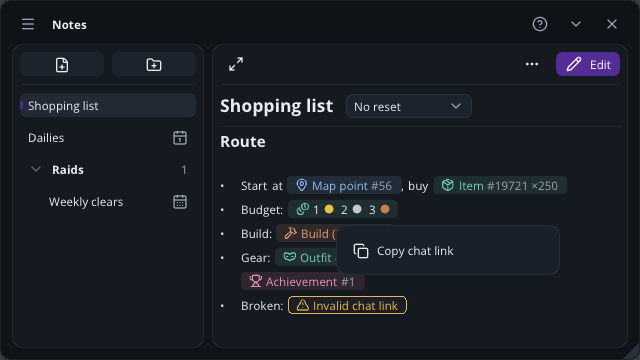 Notes
Edit
Shopping list
Shopping list
No reset
Dailies
Route
Raids 1
Weekly clears
• Start at Map point #56 , buy Item #19721 ×250
• Budget: 1 2 3
• Build: Build (
Copy chat link
• Gear: Outfit
Achievement #1
• Broken: Invalid chat link